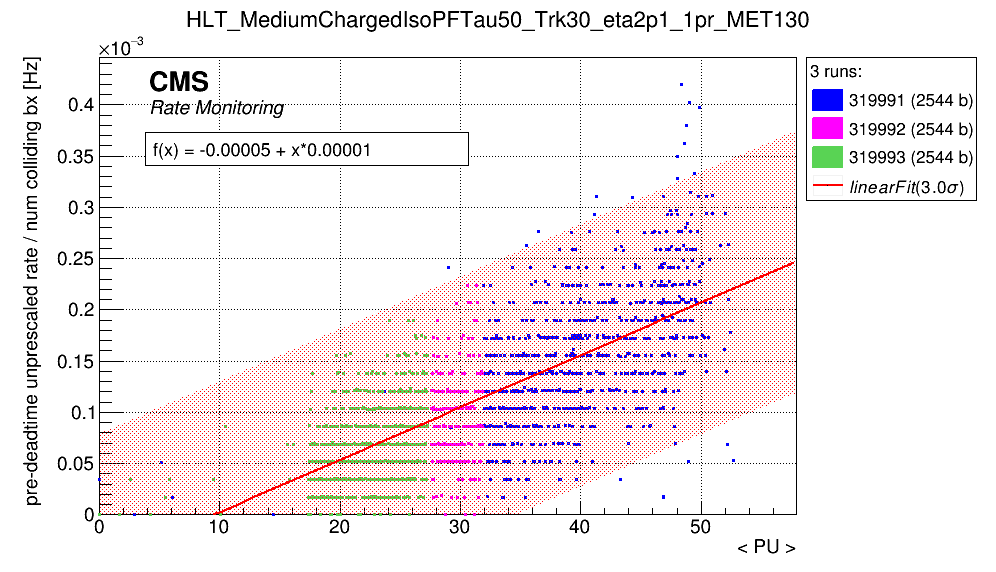 HLT_MediumChargedIsoPFTau50_Trk30_eta2p1_1pr_MET130
×10⁻³
CMS
Rate Monitoring
f(x) = -0.00005 + x*0.00001
3 runs:
319991 (2544 b)
319992 (2544 b)
319993 (2544 b)
linearFit(3.0σ)
pre-deadtime unprescaled rate / num colliding bx [Hz]
0.4
0.35
0.3
0.25
0.2
0.15
0.1
0.05
0
0 10 20 30 40 50
< PU >